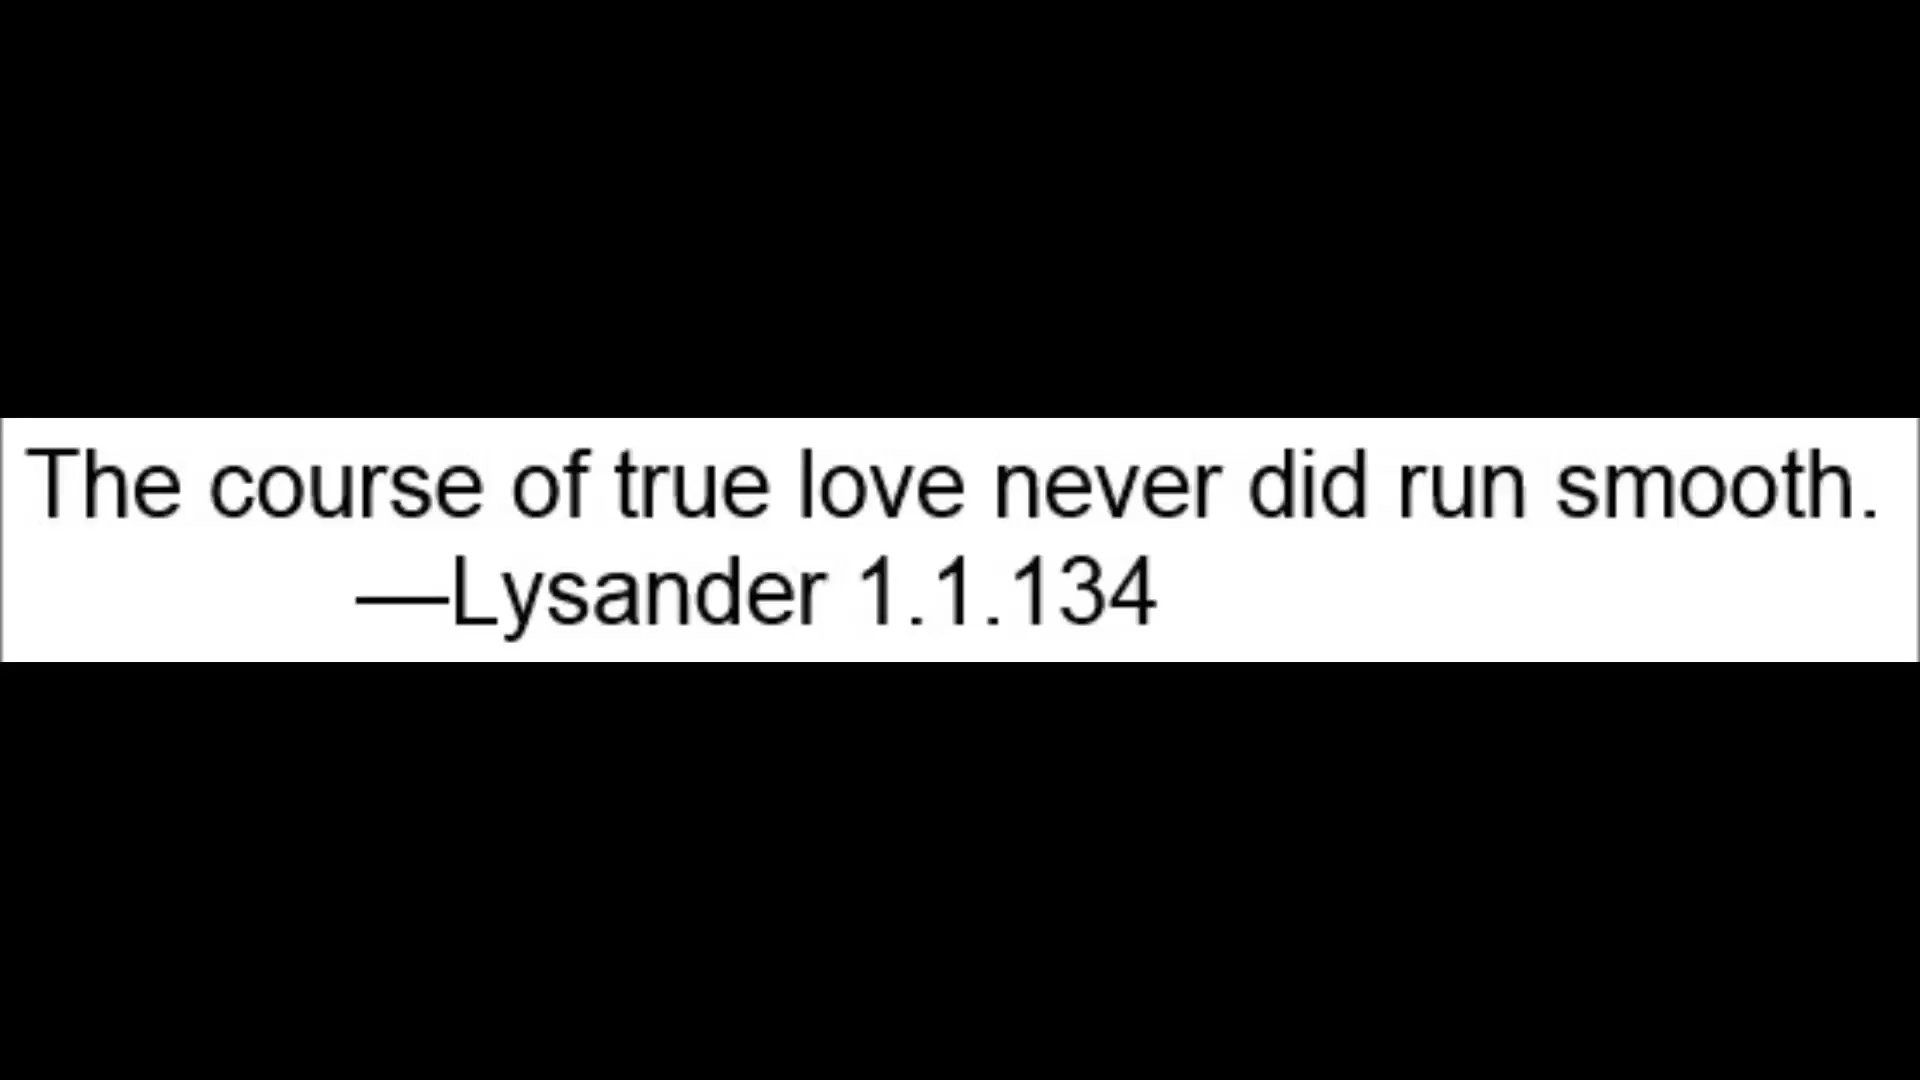 The course of true love never did run smooth.
—Lysander 1.1.134